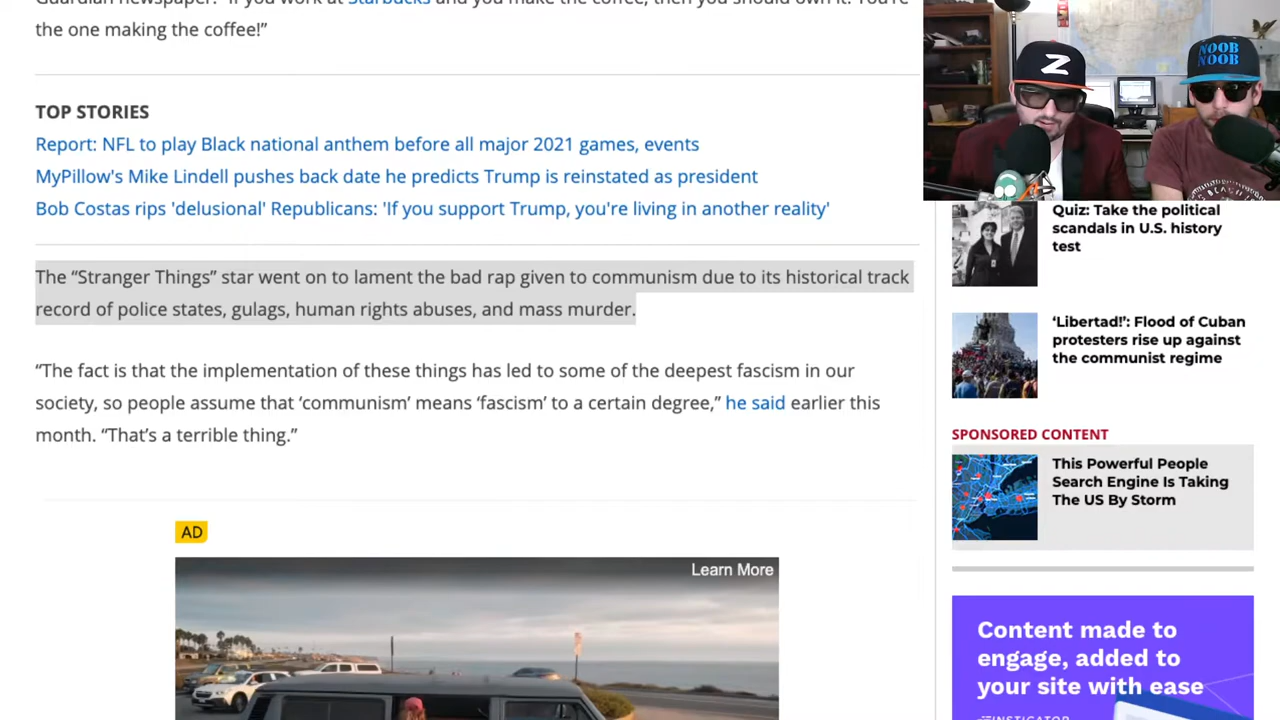 Guardian newspaper. "If you work at Starbucks and you make the coffee, then you should own it. You're
the one making the coffee!”
TOP STORIES
Report: NFL to play Black national anthem before all major 2021 games, events
MyPillow's Mike Lindell pushes back date he predicts Trump is reinstated as president
Bob Costas rips 'delusional' Republicans: 'If you support Trump, you're living in another reality'
The “Stranger Things” star went on to lament the bad rap given to communism due to its historical track
record of police states, gulags, human rights abuses, and mass murder.
“The fact is that the implementation of these things has led to some of the deepest fascism in our
society, so people assume that ‘communism’ means ‘fascism’ to a certain degree,” he said earlier this
month. “That’s a terrible thing.”
AD
Learn More
Z
NOOB
NOOB
Quiz: Take the political
scandals in U.S. history
test
‘Libertad!’: Flood of Cuban
protesters rise up against
the communist regime
SPONSORED CONTENT
This Powerful People
Search Engine Is Taking
The US By Storm
Content made to
engage, added to
your site with ease
INSTICATOR